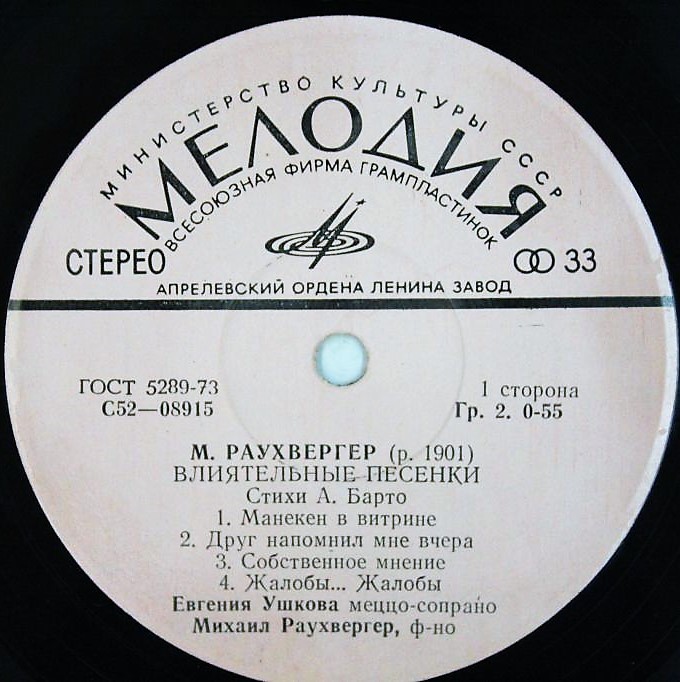 МИНИСТЕРСТВО КУЛЬТУРЫ СССР
МЕЛОДИЯ
ВСЕСОЮЗНАЯ ФИРМА ГРАМПЛАСТИНОК
СТЕРЕО
33
АПРЕЛЕВСКИЙ ОРДЕНА ЛЕНИНА ЗАВОД
ГОСТ 5289-73
С52—08915
1 сторона
Гр. 2. 0-55
М. РАУХВЕРГЕР (р. 1901)
ВЛИЯТЕЛЬНЫЕ ПЕСЕНКИ
Стихи А. Барто
1. Манекен в витрине
2. Друг напомнил мне вчера
3. Собственное мнение
4. Жалобы... Жалобы
Евгения Ушкова меццо-сопрано
Михаил Раухвергер, ф-но